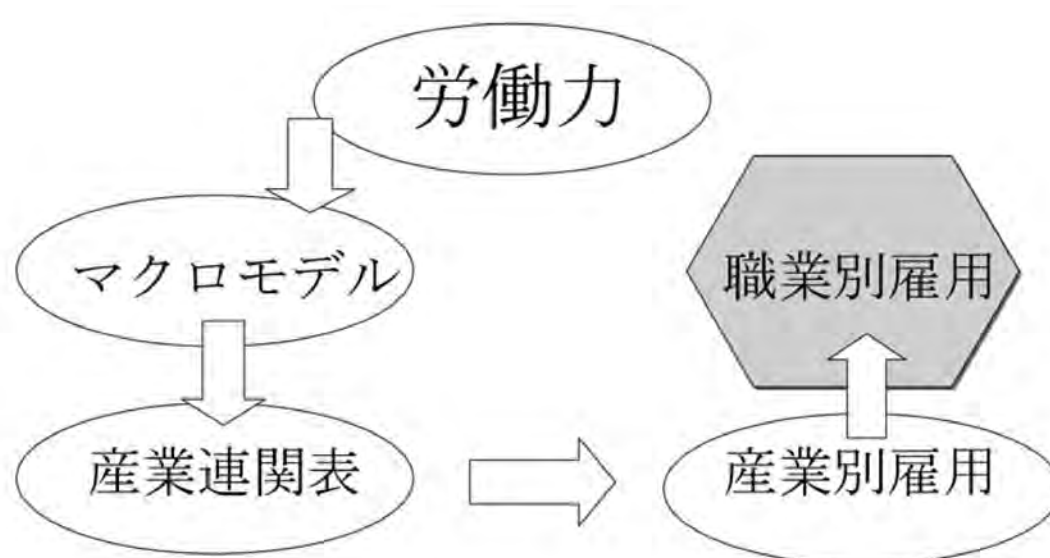 労働力
マクロモデル
産業連関表
産業別雇用
職業別雇用